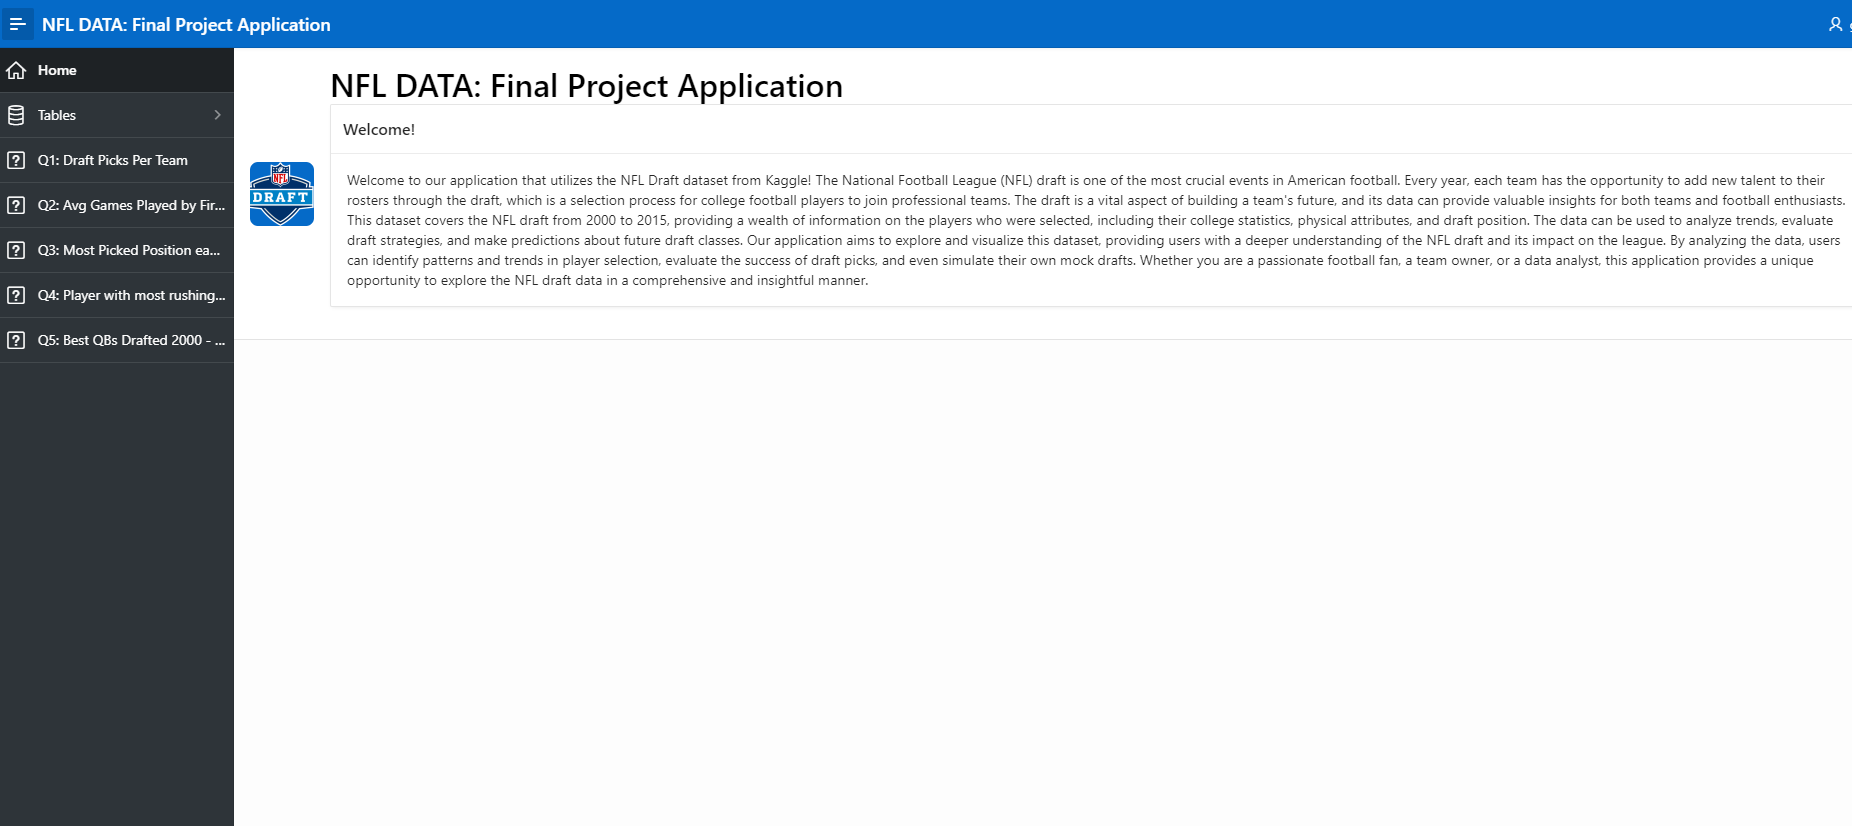 NFL DATA: Final Project Application
Home
Tables
Q1: Draft Picks Per Team
Q2: Avg Games Played by Fir...
Q3: Most Picked Position ea...
Q4: Player with most rushing...
Q5: Best QBs Drafted 2000 - ...
NFL DATA: Final Project Application
Welcome!
NFL
DRAFT
Welcome to our application that utilizes the NFL Draft dataset from Kaggle! The National Football League (NFL) draft is one of the most crucial events in American football. Every year, each team has the opportunity to add new talent to their
rosters through the draft, which is a selection process for college football players to join professional teams. The draft is a vital aspect of building a team's future, and its data can provide valuable insights for both teams and football enthusiasts.
This dataset covers the NFL draft from 2000 to 2015, providing a wealth of information on the players who were selected, including their college statistics, physical attributes, and draft position. The data can be used to analyze trends, evaluate
draft strategies, and make predictions about future draft classes. Our application aims to explore and visualize this dataset, providing users with a deeper understanding of the NFL draft and its impact on the league. By analyzing the data, users
can identify patterns and trends in player selection, evaluate the success of draft picks, and even simulate their own mock drafts. Whether you are a passionate football fan, a team owner, or a data analyst, this application provides a unique
opportunity to explore the NFL draft data in a comprehensive and insightful manner.